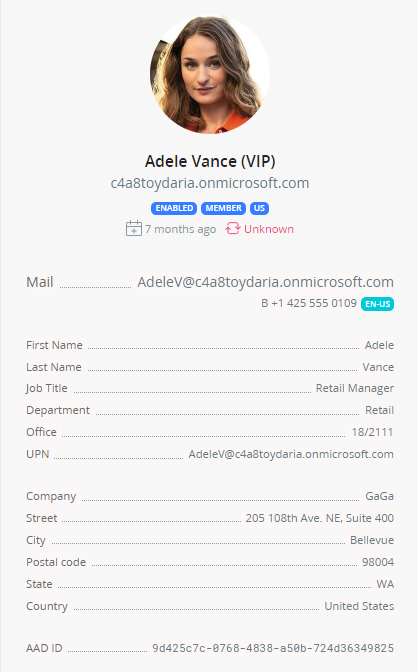 Adele Vance (VIP)
c4a8toydaria.onmicrosoft.com
ENABLED MEMBER US
7 months ago Unknown
Mail AdeleV@c4a8toydaria.onmicrosoft.com
B +1 425 555 0109 EN-US
First Name Adele
Last Name Vance
Job Title Retail Manager
Department Retail
Office 18/2111
UPN AdeleV@c4a8toydaria.onmicrosoft.com
Company GaGa
Street 205 108th Ave. NE, Suite 400
City Bellevue
Postal code 98004
State WA
Country United States
AAD ID 9d425c7c-0768-4838-a50b-724d36349825